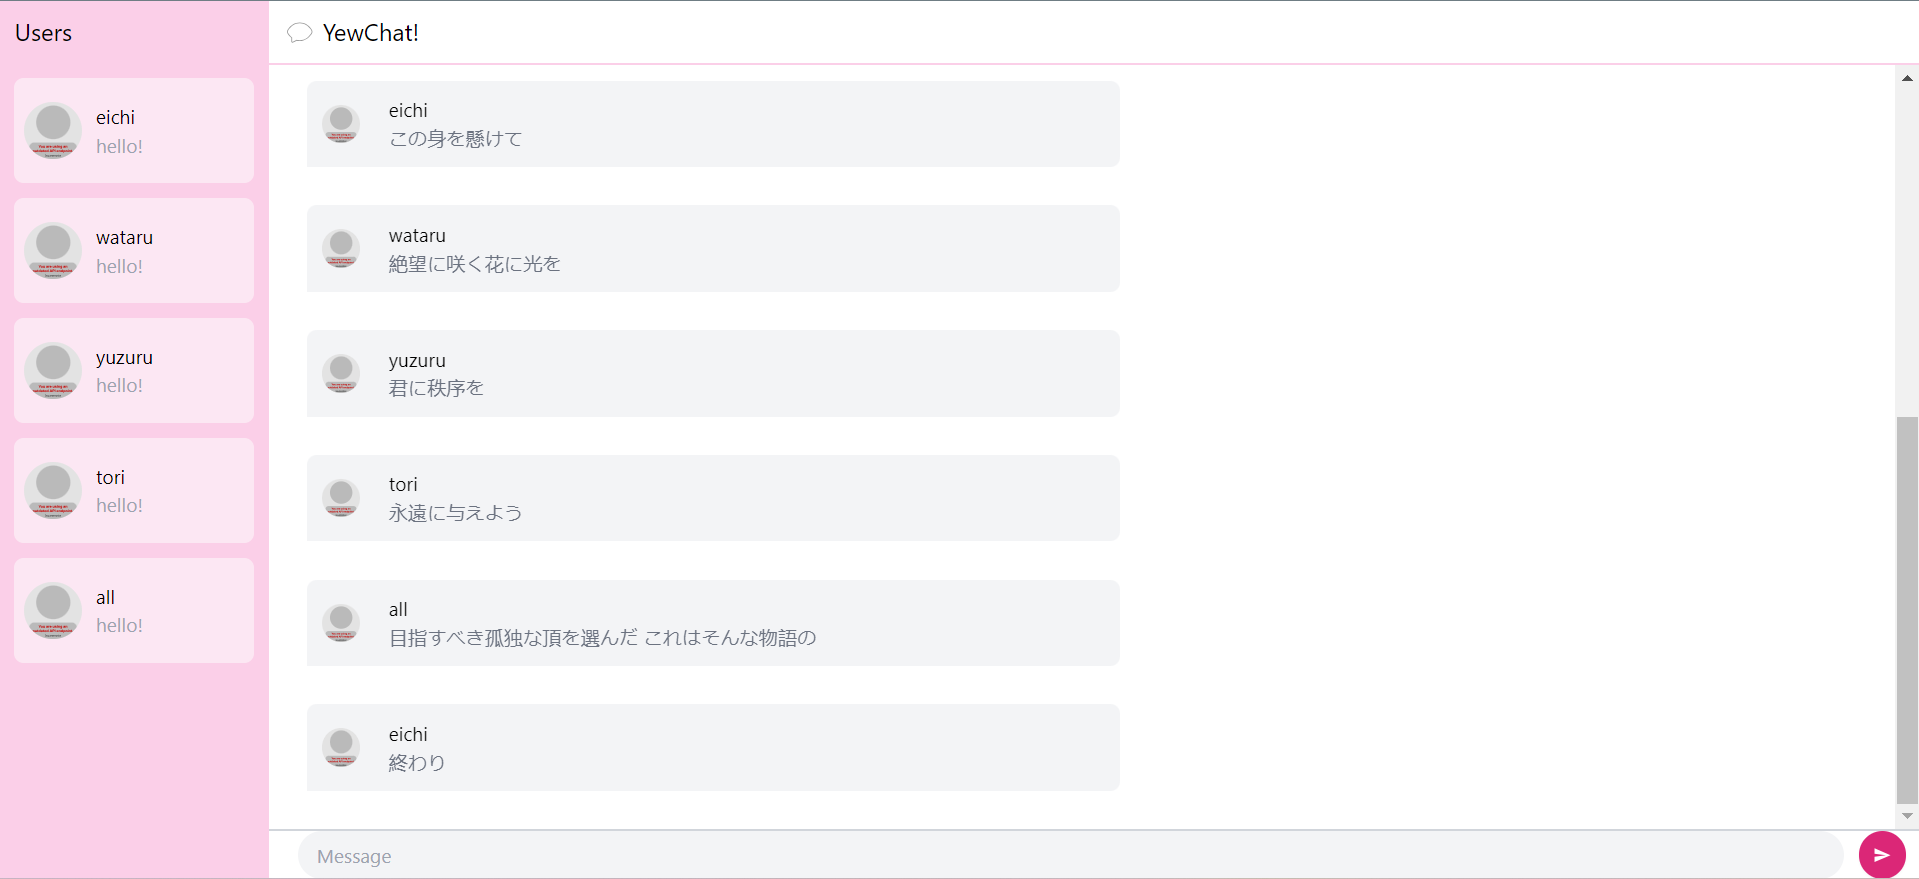 Users
eichi
hello!
wataru
hello!
yuzuru
hello!
tori
hello!
all
hello!
YewChat!
eichi
この身を懸けて
wataru
絶望に咲く花に光を
yuzuru
君に秩序を
tori
永遠に与えよう
all
目指すべき孤独な頂を選んだ これはそんな物語の
eichi
終わり
Message